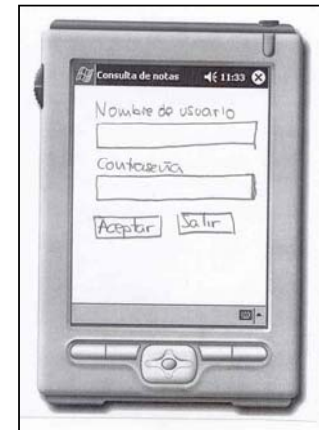 Consulta de notas 11:33
Nombre de usuario
Contraseña
Aceptar Salir